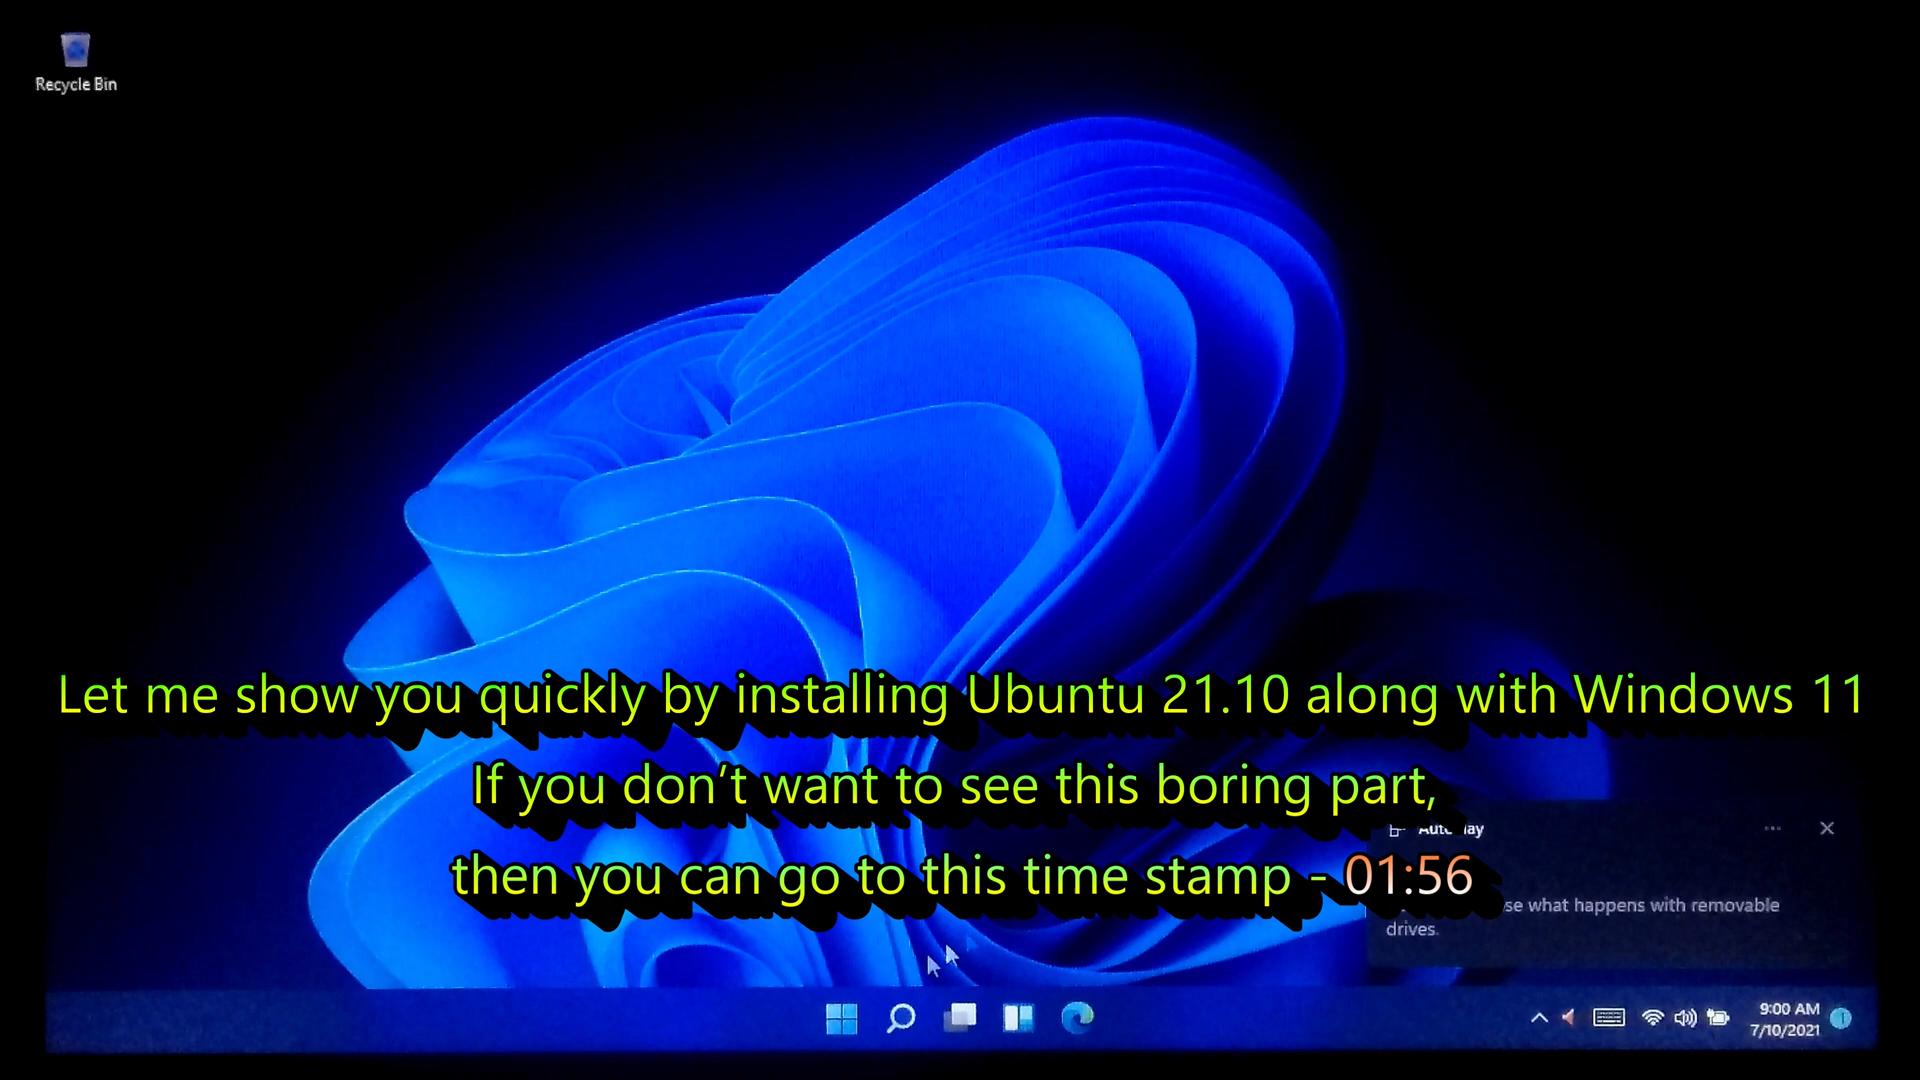 Recycle Bin
Let me show you quickly by installing Ubuntu 21.10 along with Windows 11
If you don’t want to see this boring part,
then you can go to this time stamp - 01:56
AutoPlay
se what happens with removable
drives.
9:00 AM
7/10/2021
1